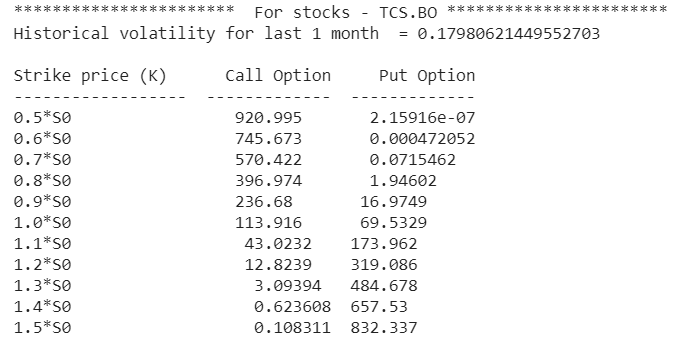 *********************** For stocks - TCS.BO ***********************
Historical volatility for last 1 month = 0.17980621449552703
Strike price (K) Call Option Put Option
------------------ ------------- -------------
0.5*S0 920.995 2.15916e-07
0.6*S0 745.673 0.000472052
0.7*S0 570.422 0.0715462
0.8*S0 396.974 1.94602
0.9*S0 236.68 16.9749
1.0*S0 113.916 69.5329
1.1*S0 43.0232 173.962
1.2*S0 12.8239 319.086
1.3*S0 3.09394 484.678
1.4*S0 0.623608 657.53
1.5*S0 0.108311 832.337